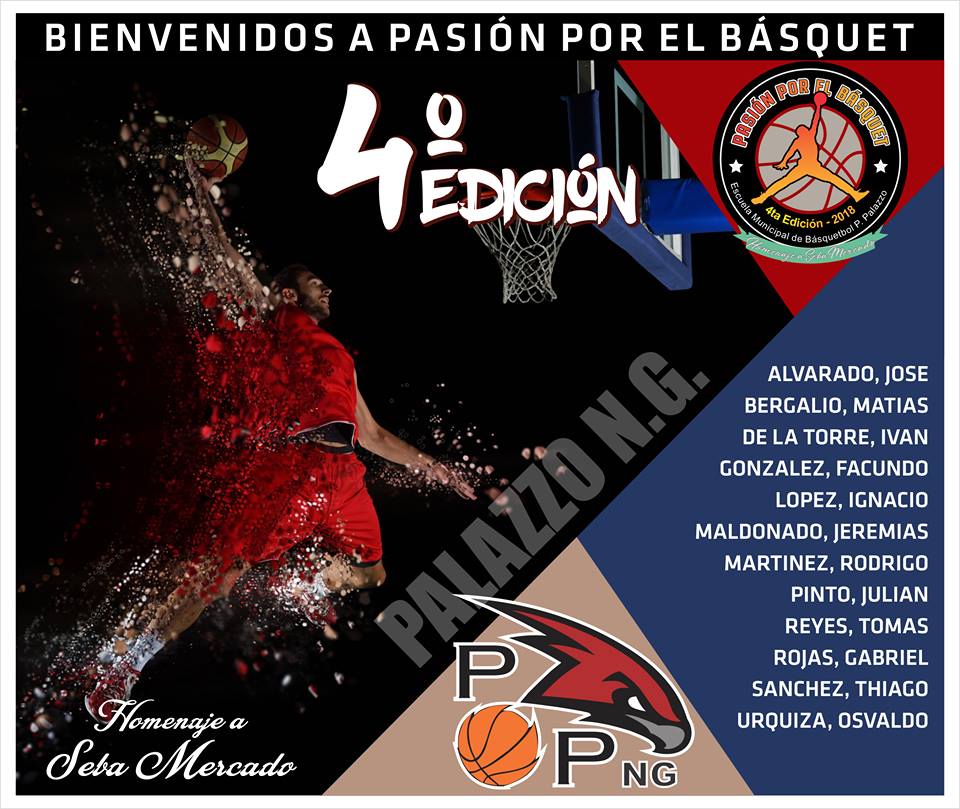 BIENVENIDOS A PASIÓN POR EL BÁSQUET
4º EDICIÓN
PASIÓN POR EL BÁSQUET
4ta Edición - 2018
Escuela Municipal de Básquetbol P. Palazzo
Homenaje a Seba Mercado
ALVARADO, JOSE
BERGALIO, MATIAS
DE LA TORRE, IVAN
GONZALEZ, FACUNDO
LOPEZ, IGNACIO
MALDONADO, JEREMIAS
MARTINEZ, RODRIGO
PINTO, JULIAN
REYES, TOMAS
ROJAS, GABRIEL
SANCHEZ, THIAGO
URQUIZA, OSVALDO
PALAZZO N.G.
P
P NG
Homenaje a
Seba Mercado